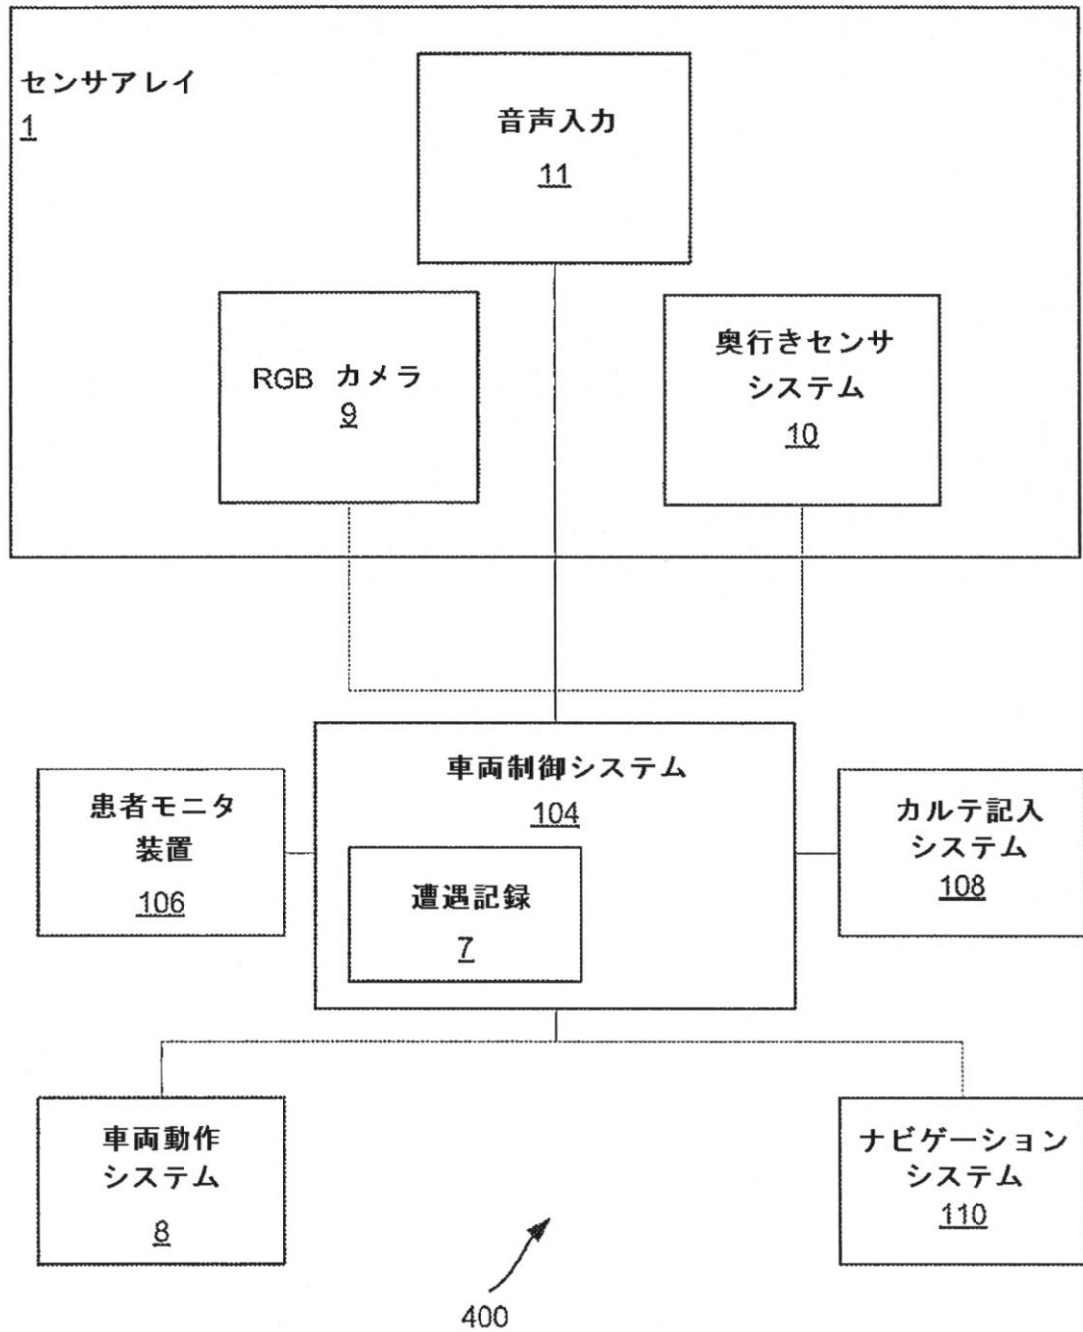 センサアレイ
1
音声入力
11
RGB カメラ
9
奥行きセンサ
システム
10
車両制御システム
104
遭遇記録
7
患者モニタ
装置
106
カルテ記入
システム
108
車両動作
システム
8
ナビゲーション
システム
110
400